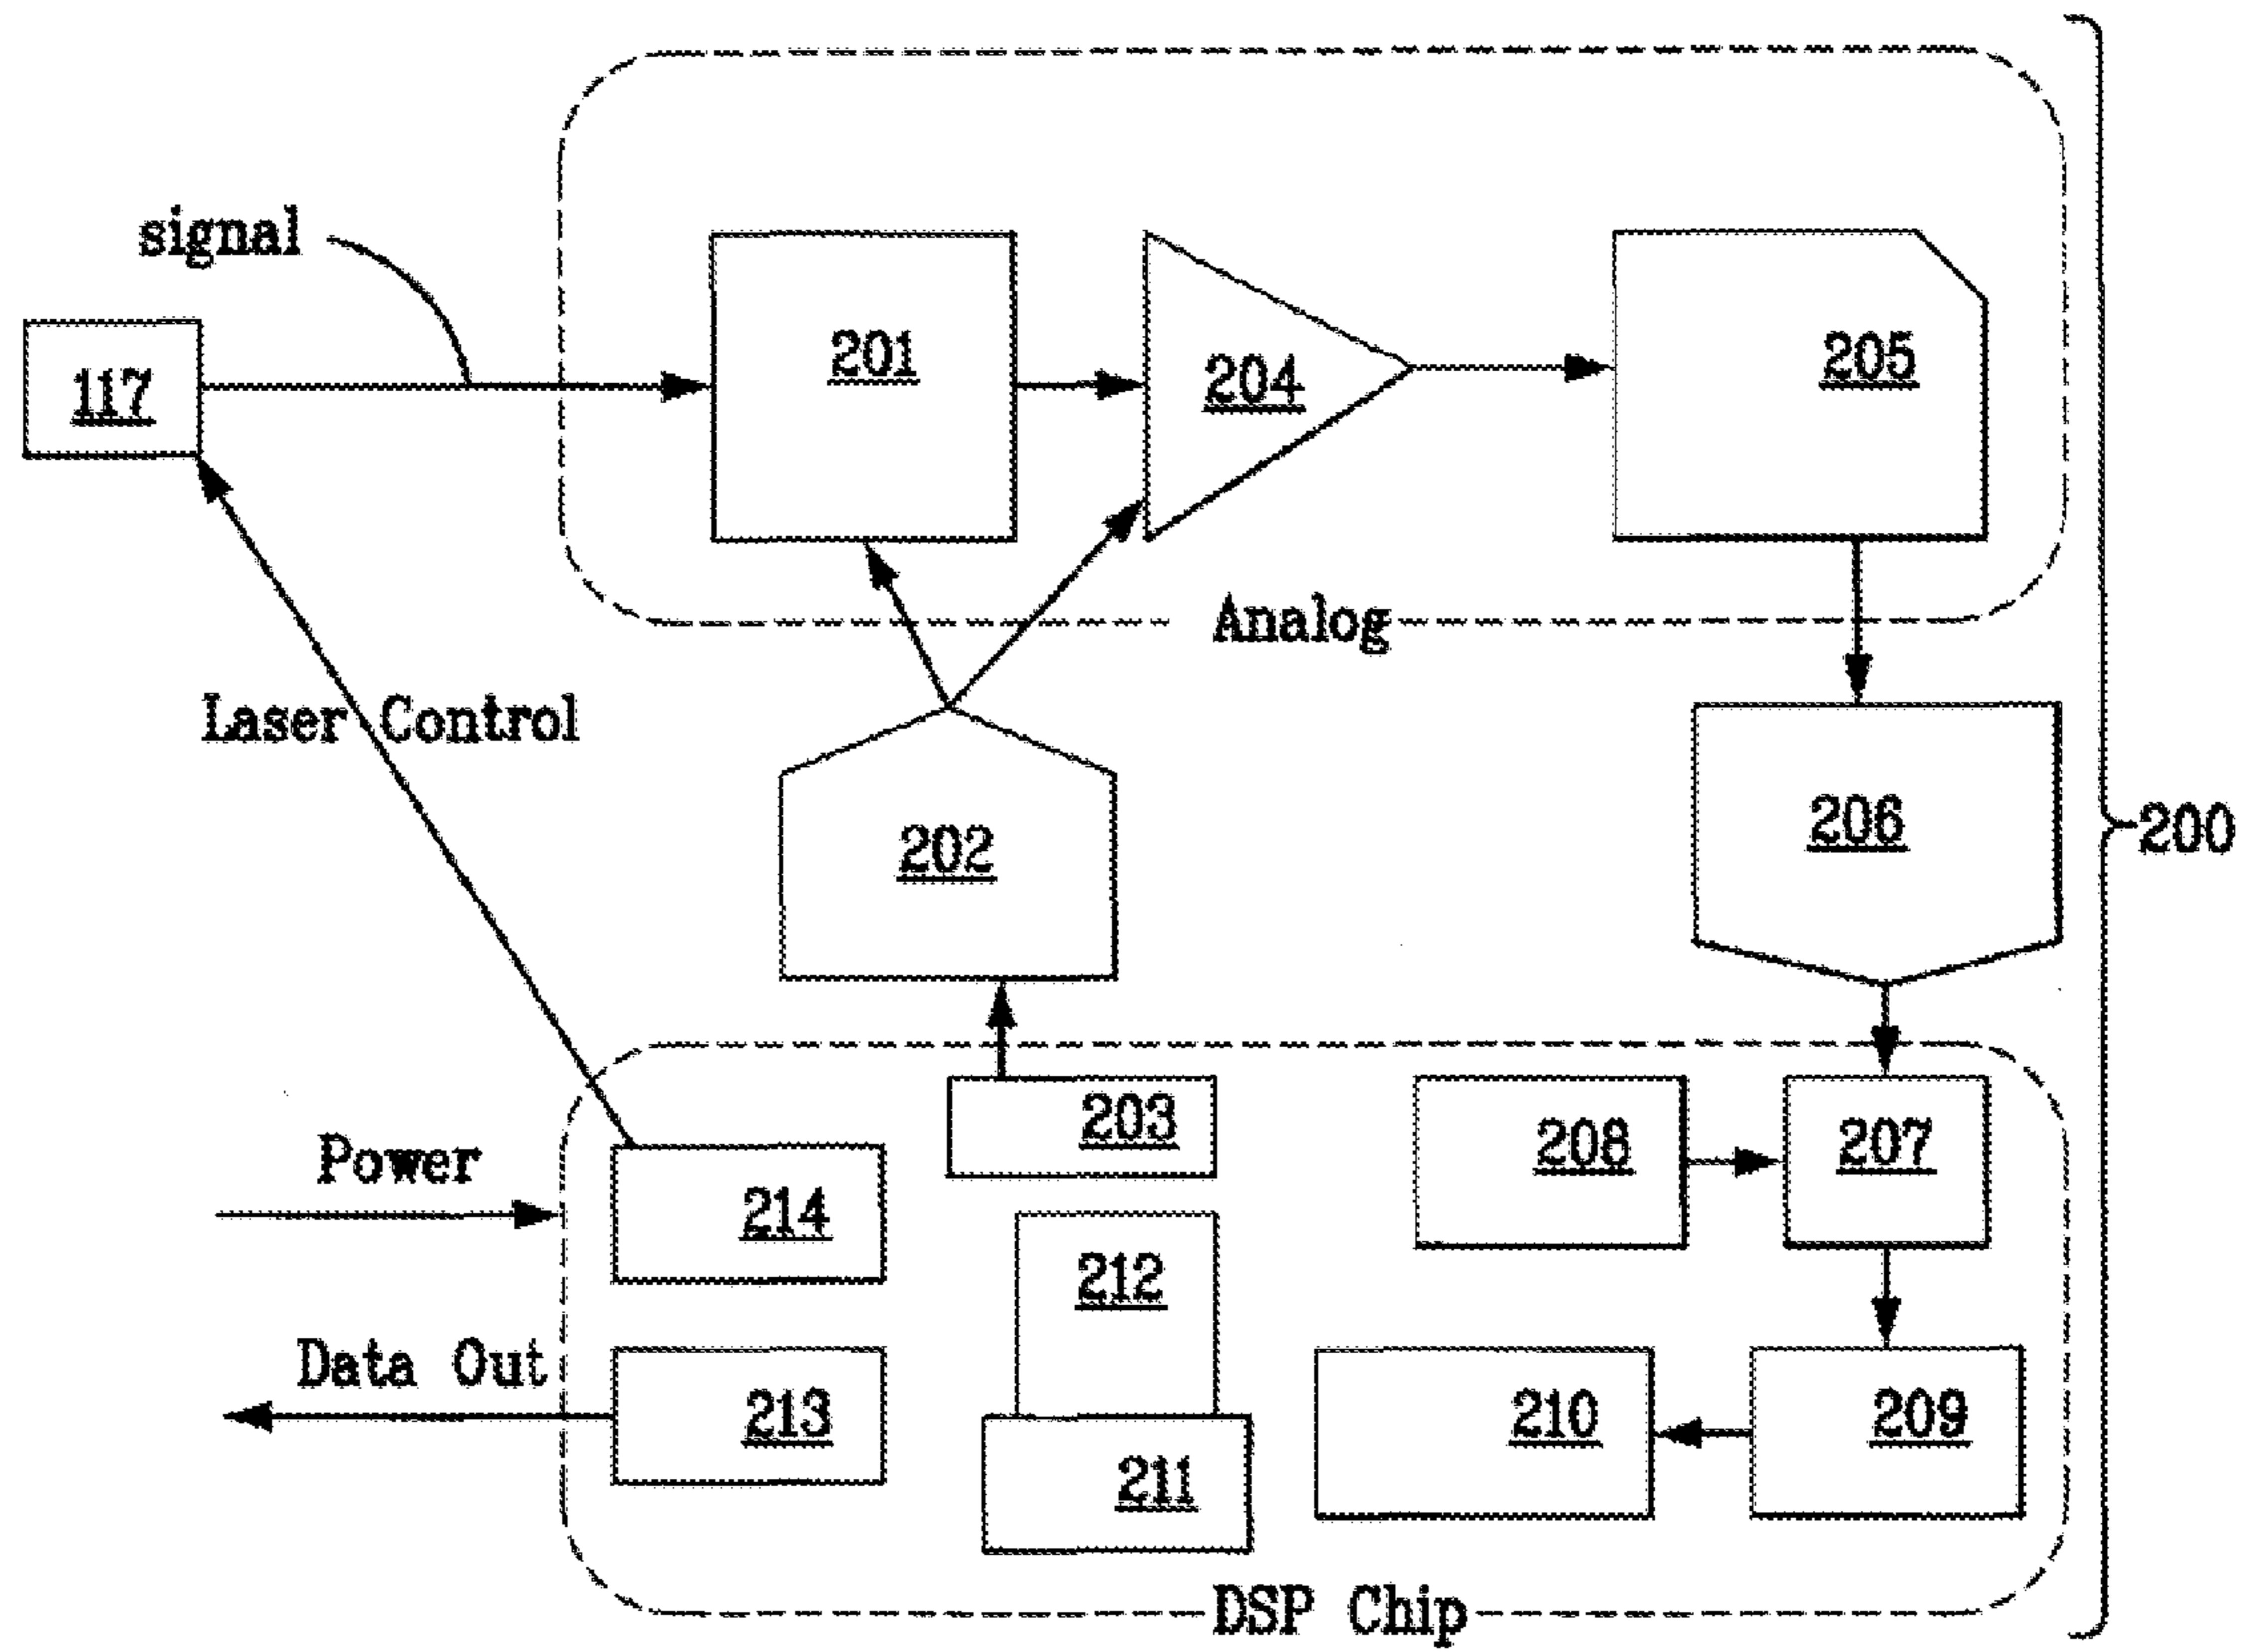 signal
117
201
204
205
Analog
Laser Control
202
206
200
203
208
207
Power
214
212
Data Out
213
210
209
211
DSP Chip